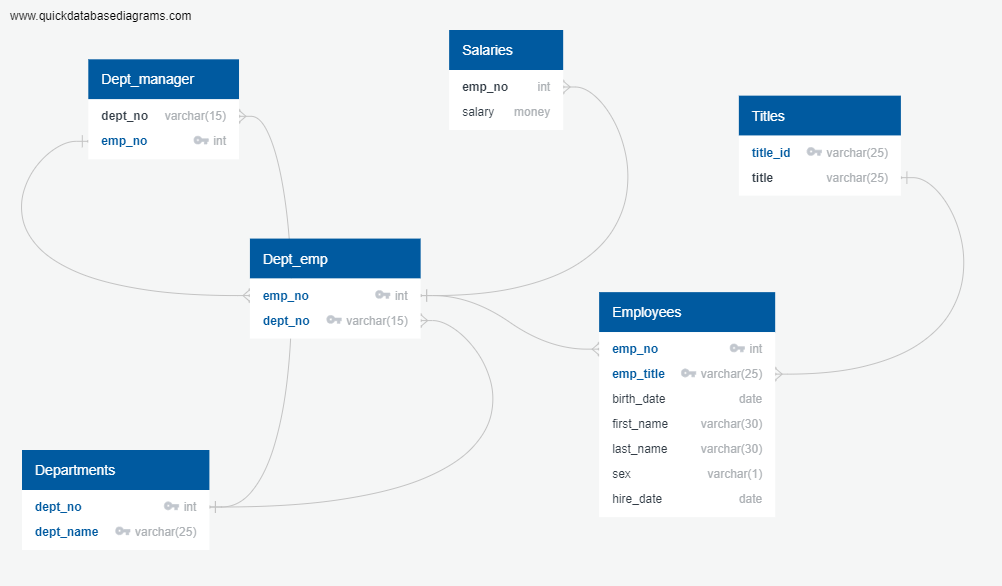 www.quickdatabasediagrams.com
Dept_manager
dept_no varchar(15)
emp_no int
Salaries
emp_no int
salary money
Titles
title_id varchar(25)
title varchar(25)
Dept_emp
emp_no int
dept_no varchar(15)
Employees
emp_no int
emp_title varchar(25)
birth_date date
first_name varchar(30)
last_name varchar(30)
sex varchar(1)
hire_date date
Departments
dept_no int
dept_name varchar(25)